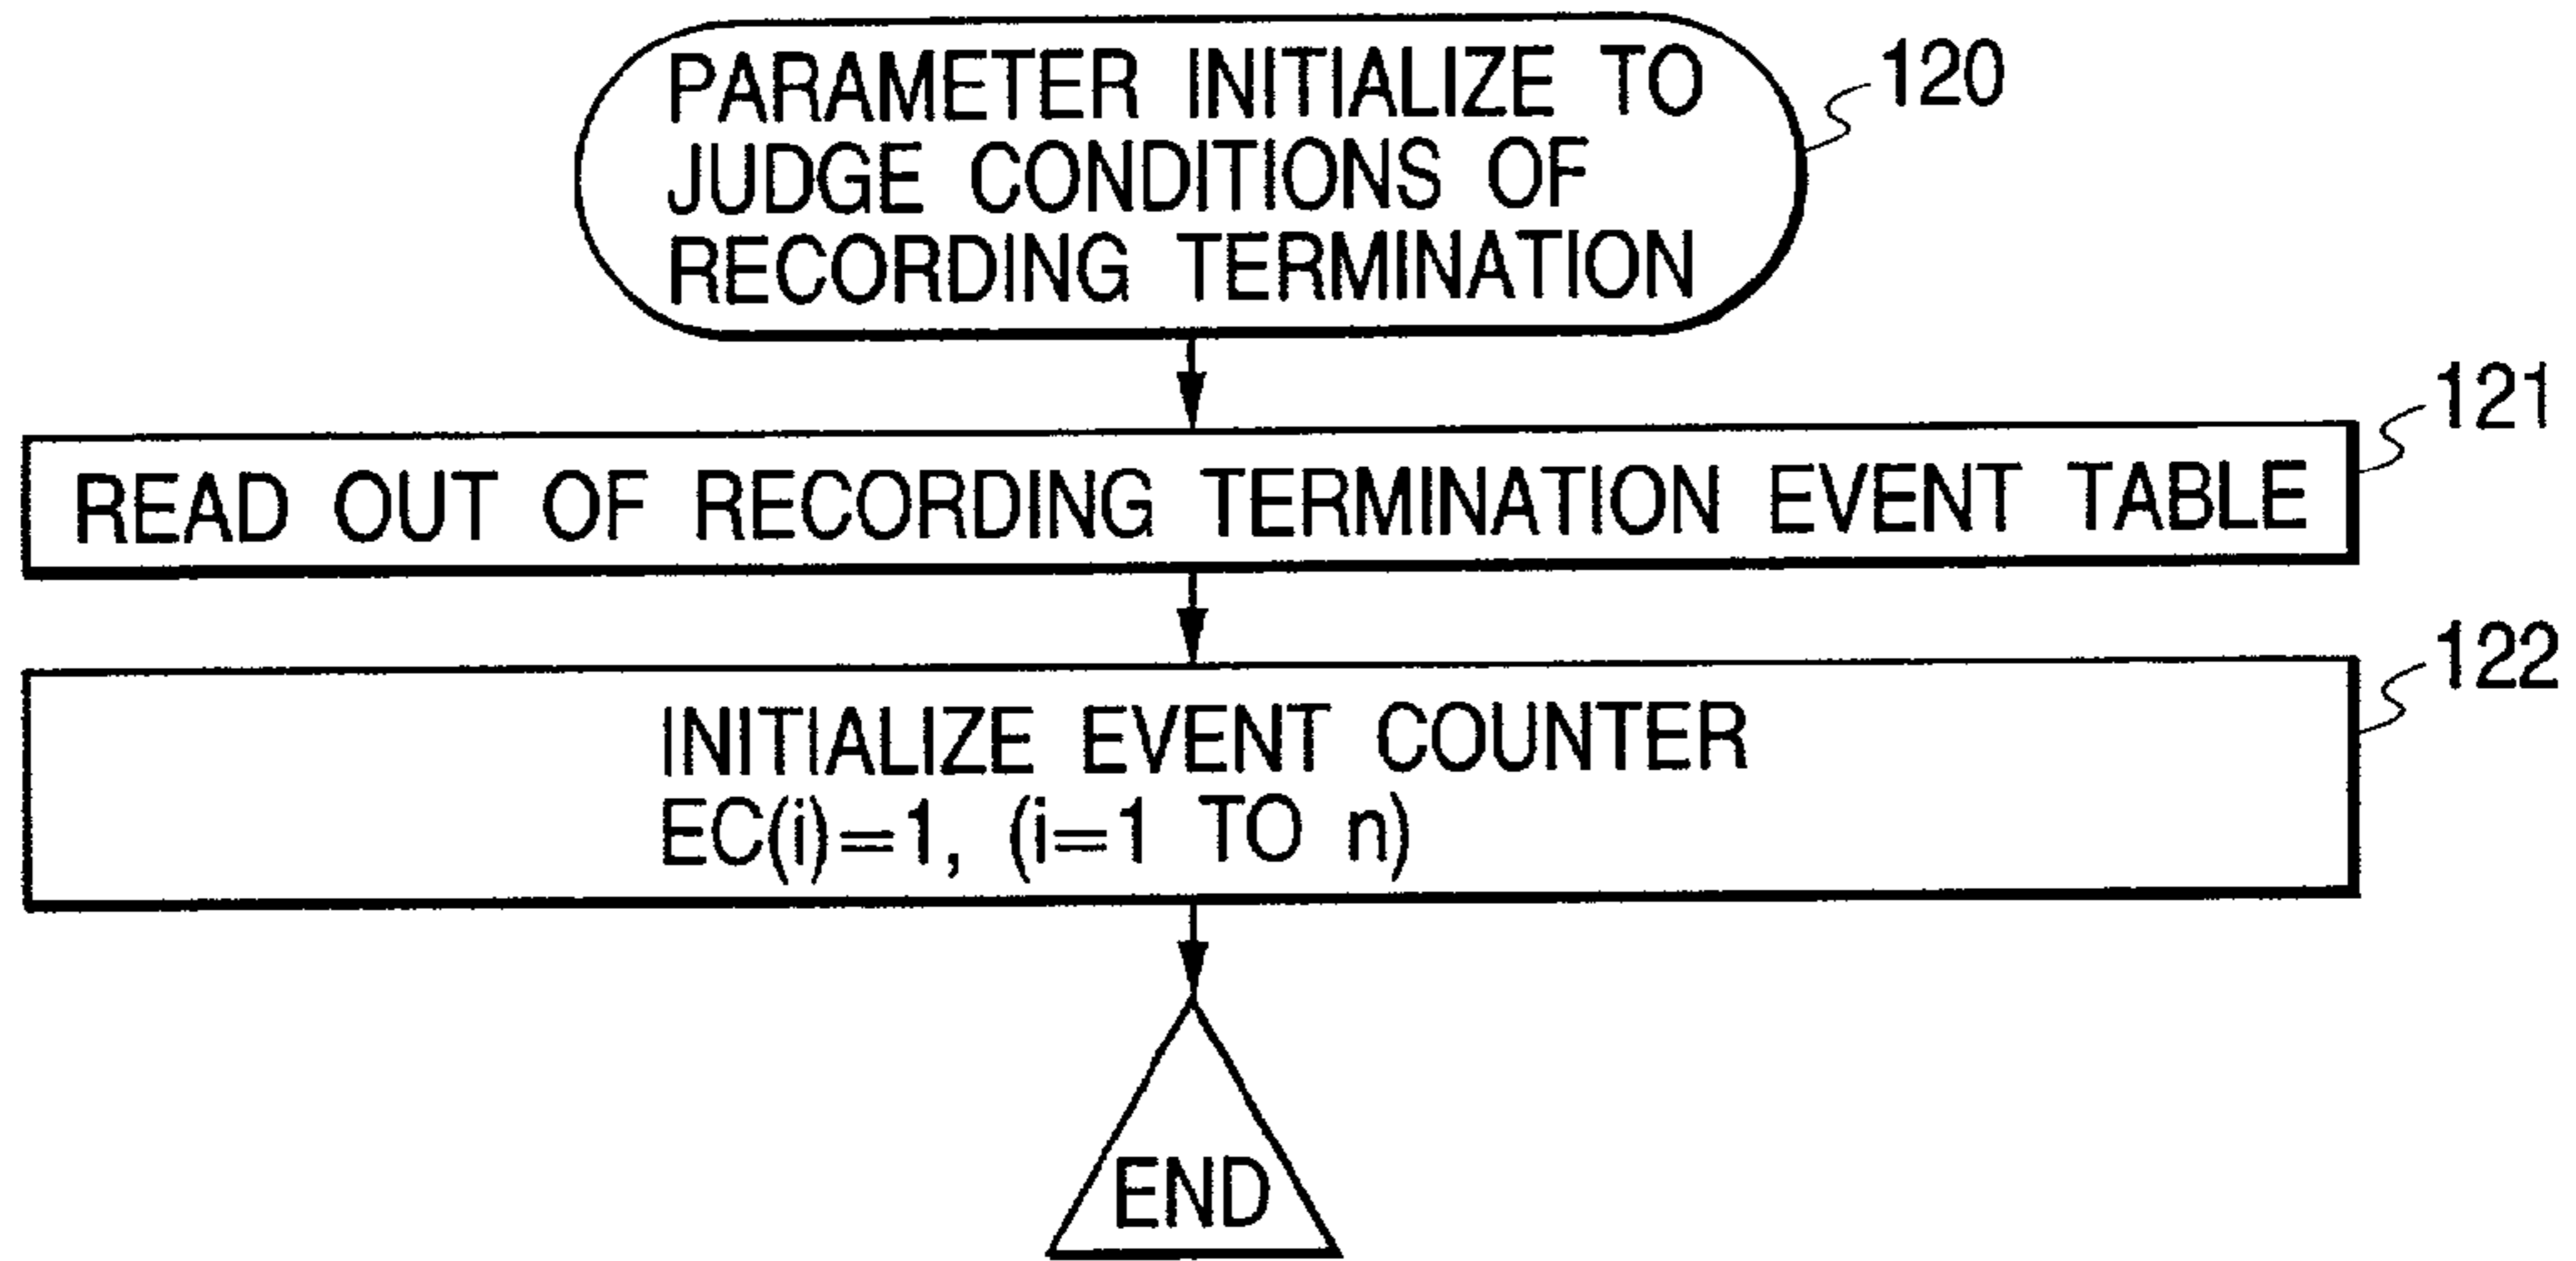 PARAMETER INITIALIZE TO
JUDGE CONDITIONS OF
RECORDING TERMINATION
120
121
READ OUT OF RECORDING TERMINATION EVENT TABLE
122
INITIALIZE EVENT COUNTER
EC(i)=1, (i=1 TO n)
END